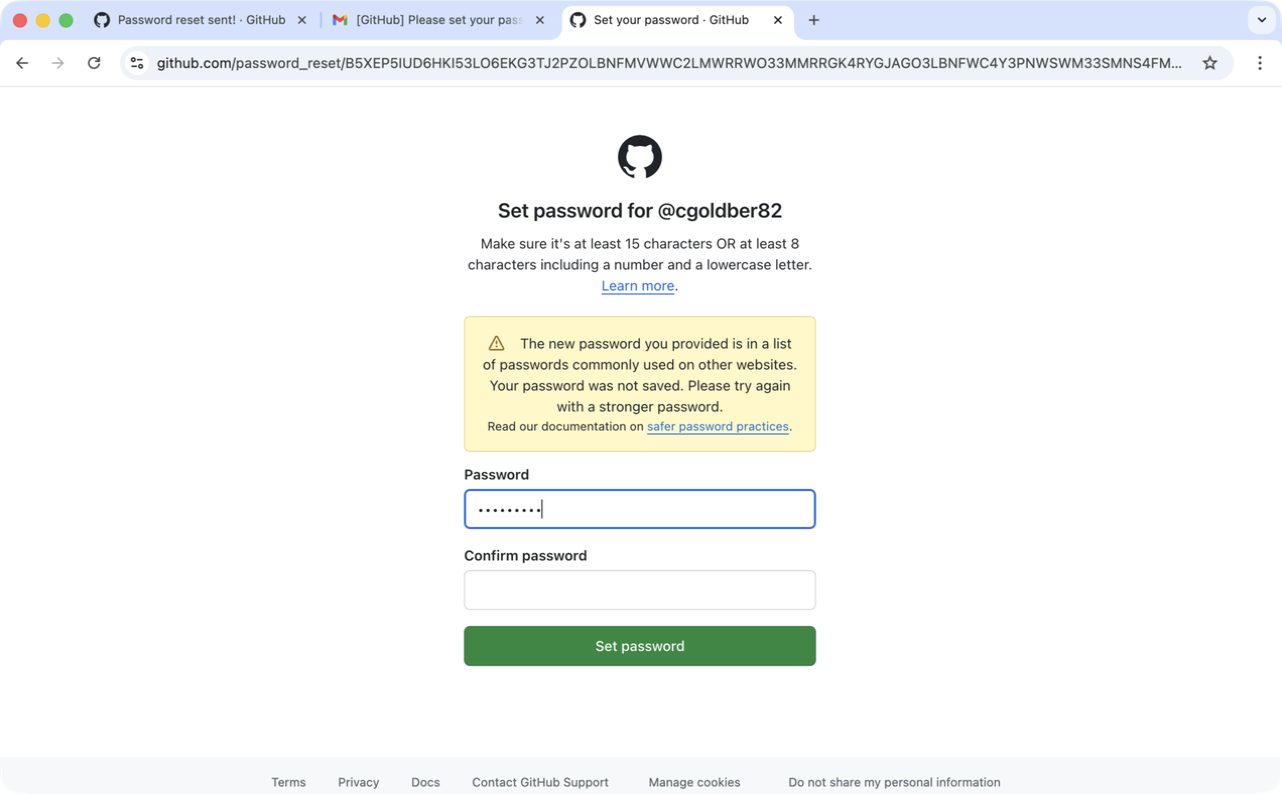 Password reset sent! · GitHub
[GitHub] Please set your pass
Set your password · GitHub
github.com/password_reset/B5XEP5IUD6HKI53LO6EKG3TJ2PZOLBNFMVWWC2LMWRRWO33MMRRGK4RYGJAGO3LBNFWC4Y3PNWSWM33SMNS4FM...
Set password for @cgoldber82
Make sure it's at least 15 characters OR at least 8
characters including a number and a lowercase letter.
Learn more.
The new password you provided is in a list
of passwords commonly used on other websites.
Your password was not saved. Please try again
with a stronger password.
Read our documentation on safer password practices.
Password
•••••••••
Confirm password
Set password
Terms Privacy Docs Contact GitHub Support Manage cookies Do not share my personal information